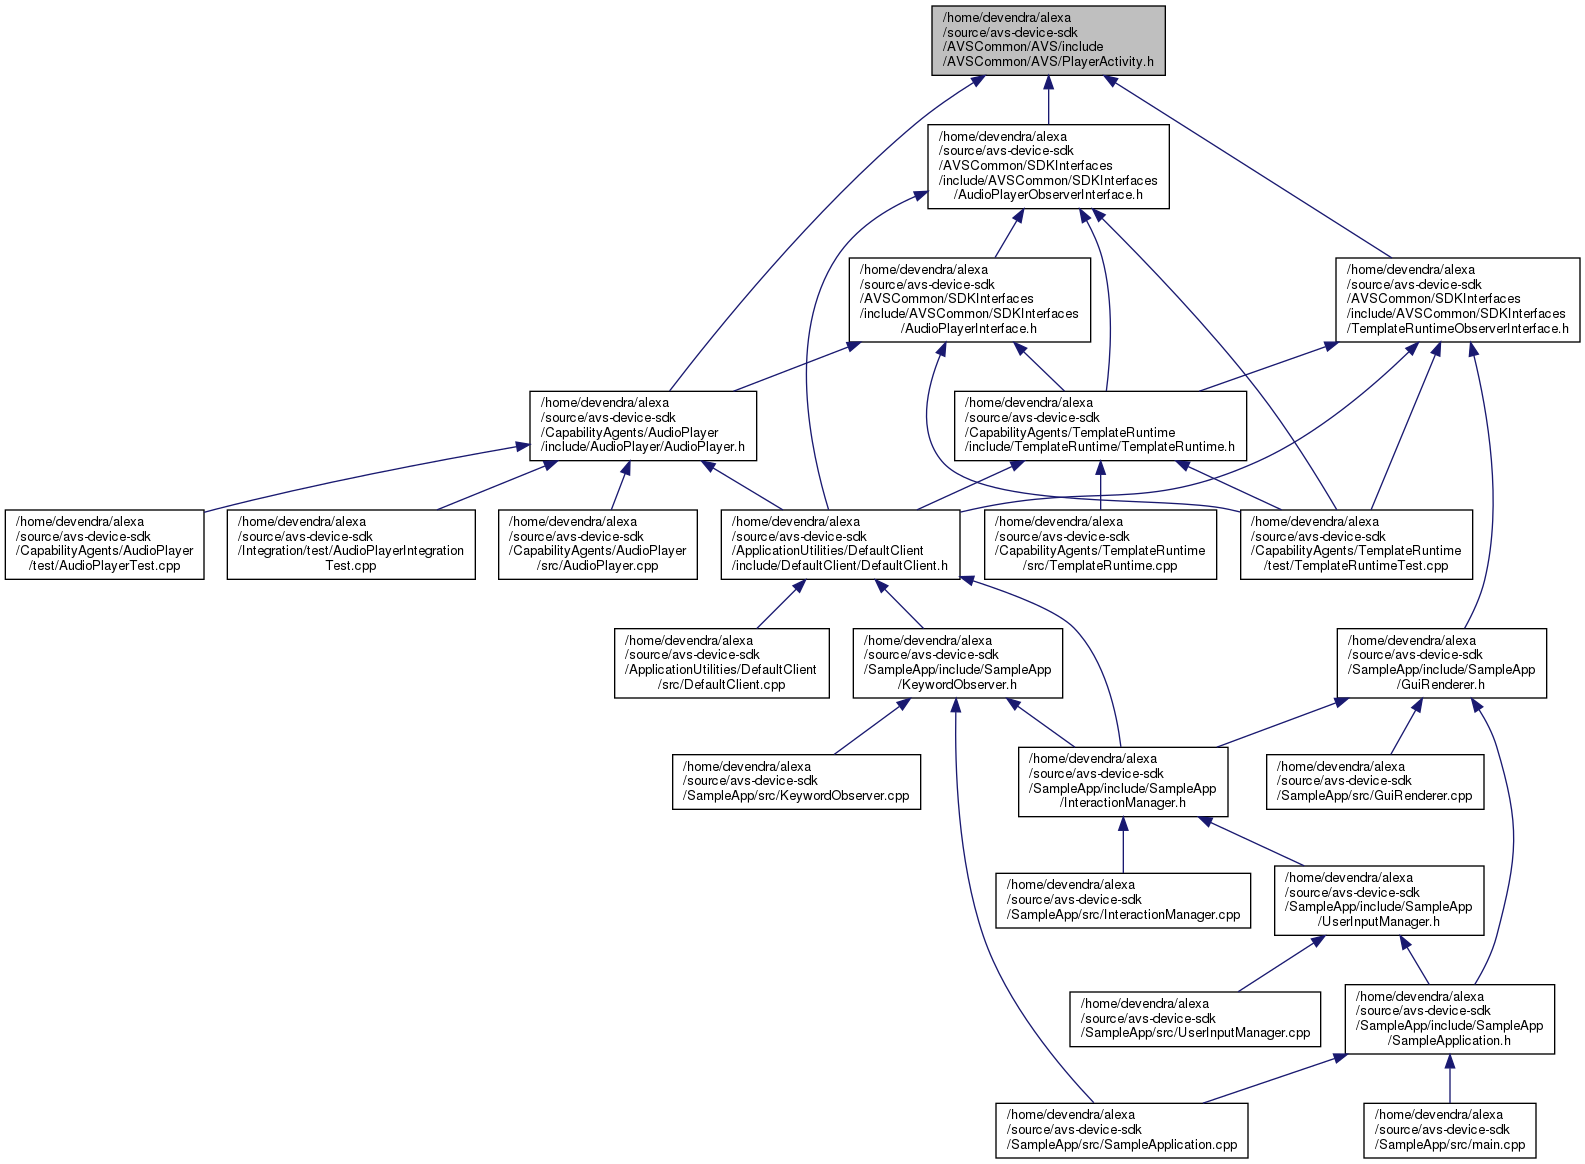 /home/devendra/alexa
/source/avs-device-sdk
/AVSCommon/AVS/include
/AVSCommon/AVS/PlayerActivity.h
/home/devendra/alexa
/source/avs-device-sdk
/AVSCommon/SDKInterfaces
/include/AVSCommon/SDKInterfaces
/AudioPlayerObserverInterface.h
/home/devendra/alexa
/source/avs-device-sdk
/AVSCommon/SDKInterfaces
/include/AVSCommon/SDKInterfaces
/AudioPlayerInterface.h
/home/devendra/alexa
/source/avs-device-sdk
/AVSCommon/SDKInterfaces
/include/AVSCommon/SDKInterfaces
/TemplateRuntimeObserverInterface.h
/home/devendra/alexa
/source/avs-device-sdk
/CapabilityAgents/AudioPlayer
/include/AudioPlayer/AudioPlayer.h
/home/devendra/alexa
/source/avs-device-sdk
/CapabilityAgents/TemplateRuntime
/include/TemplateRuntime/TemplateRuntime.h
/home/devendra/alexa
/source/avs-device-sdk
/CapabilityAgents/AudioPlayer
/test/AudioPlayerTest.cpp
/home/devendra/alexa
/source/avs-device-sdk
/Integration/test/AudioPlayerIntegration
Test.cpp
/home/devendra/alexa
/source/avs-device-sdk
/CapabilityAgents/AudioPlayer
/src/AudioPlayer.cpp
/home/devendra/alexa
/source/avs-device-sdk
/ApplicationUtilities/DefaultClient
/include/DefaultClient/DefaultClient.h
/home/devendra/alexa
/source/avs-device-sdk
/CapabilityAgents/TemplateRuntime
/src/TemplateRuntime.cpp
/home/devendra/alexa
/source/avs-device-sdk
/CapabilityAgents/TemplateRuntime
/test/TemplateRuntimeTest.cpp
/home/devendra/alexa
/source/avs-device-sdk
/ApplicationUtilities/DefaultClient
/src/DefaultClient.cpp
/home/devendra/alexa
/source/avs-device-sdk
/SampleApp/include/SampleApp
/KeywordObserver.h
/home/devendra/alexa
/source/avs-device-sdk
/SampleApp/include/SampleApp
/GuiRenderer.h
/home/devendra/alexa
/source/avs-device-sdk
/SampleApp/src/KeywordObserver.cpp
/home/devendra/alexa
/source/avs-device-sdk
/SampleApp/include/SampleApp
/InteractionManager.h
/home/devendra/alexa
/source/avs-device-sdk
/SampleApp/src/GuiRenderer.cpp
/home/devendra/alexa
/source/avs-device-sdk
/SampleApp/src/InteractionManager.cpp
/home/devendra/alexa
/source/avs-device-sdk
/SampleApp/include/SampleApp
/UserInputManager.h
/home/devendra/alexa
/source/avs-device-sdk
/SampleApp/src/UserInputManager.cpp
/home/devendra/alexa
/source/avs-device-sdk
/SampleApp/include/SampleApp
/SampleApplication.h
/home/devendra/alexa
/source/avs-device-sdk
/SampleApp/src/SampleApplication.cpp
/home/devendra/alexa
/source/avs-device-sdk
/SampleApp/src/main.cpp